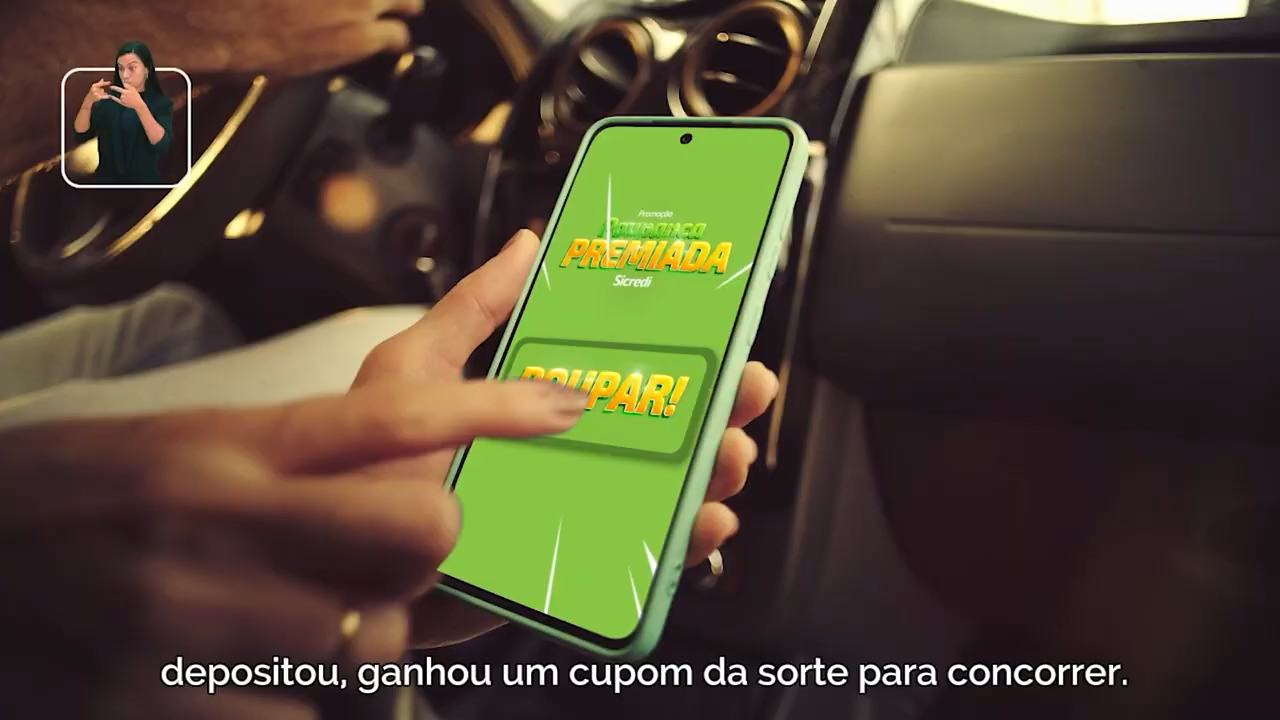 Promoção
Poupança
PREMIADA
Sicredi
POUPAR!
depositou, ganhou um cupom da sorte para concorrer.